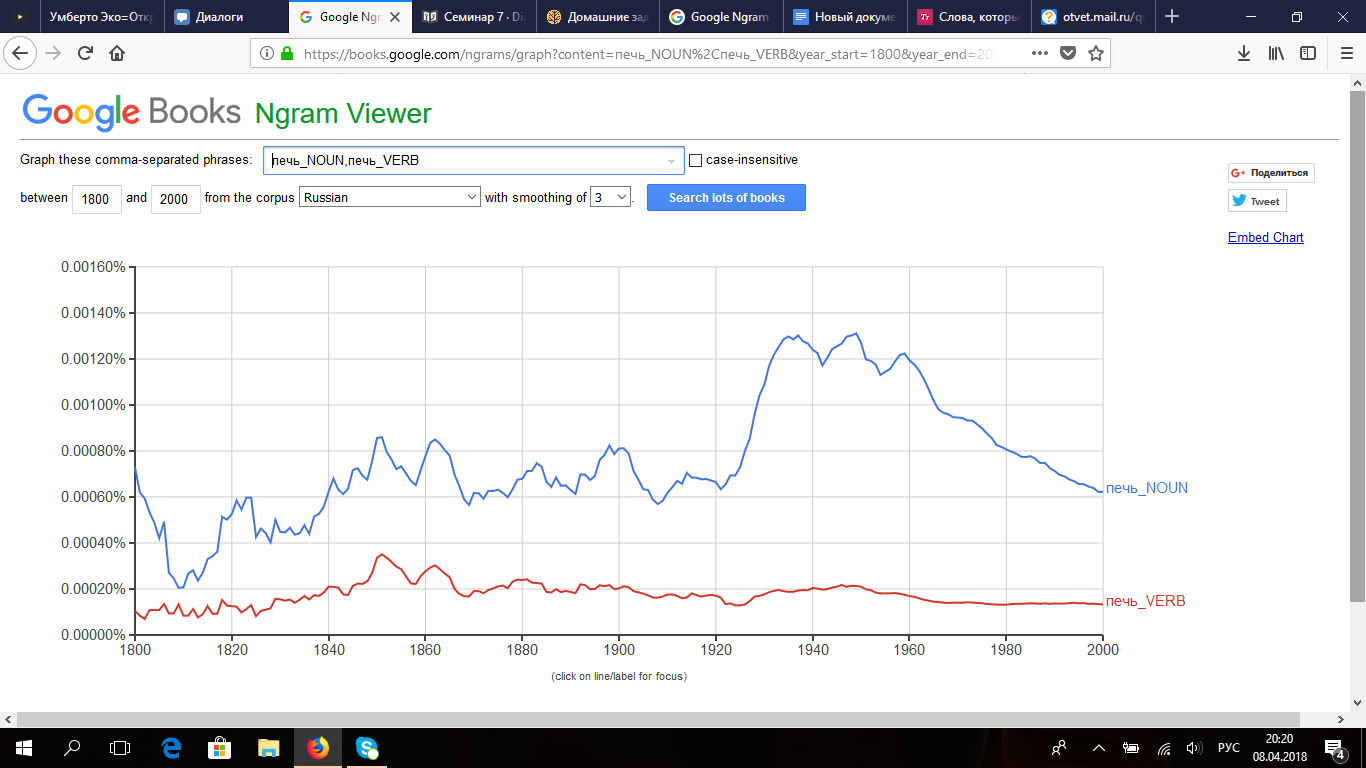 Умберто Эко=Откр
Диалоги
Google Ngra
Семинар 7 · Di
Домашние зад
Google Ngram
Новый докуме
Слова, которы
otvet.mail.ru/q
https://books.google.com/ngrams/graph?content=печь_NOUN%2Cпечь_VERB&year_start=1800&year_end=20
Google Books Ngram Viewer
Graph these comma-separated phrases: печь_NOUN,печь_VERB case-insensitive
between 1800 and 2000 from the corpus Russian with smoothing of 3 . Search lots of books
G+ Поделиться
Tweet
Embed Chart
0.00160%
0.00140%
0.00120%
0.00100%
0.00080%
0.00060%
0.00040%
0.00020%
0.00000%
печь_NOUN
печь_VERB
1800 1820 1840 1860 1880 1900 1920 1940 1960 1980 2000
(click on line/label for focus)
РУС
20:20
08.04.2018
4